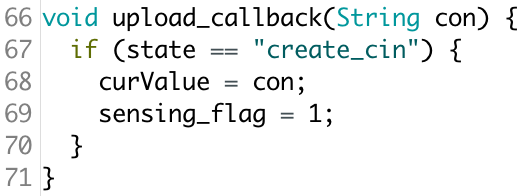 66 void upload_callback(String con) {
67   if (state == "create_cin") {
68     curValue = con;
69     sensing_flag = 1;
70   }
71 }